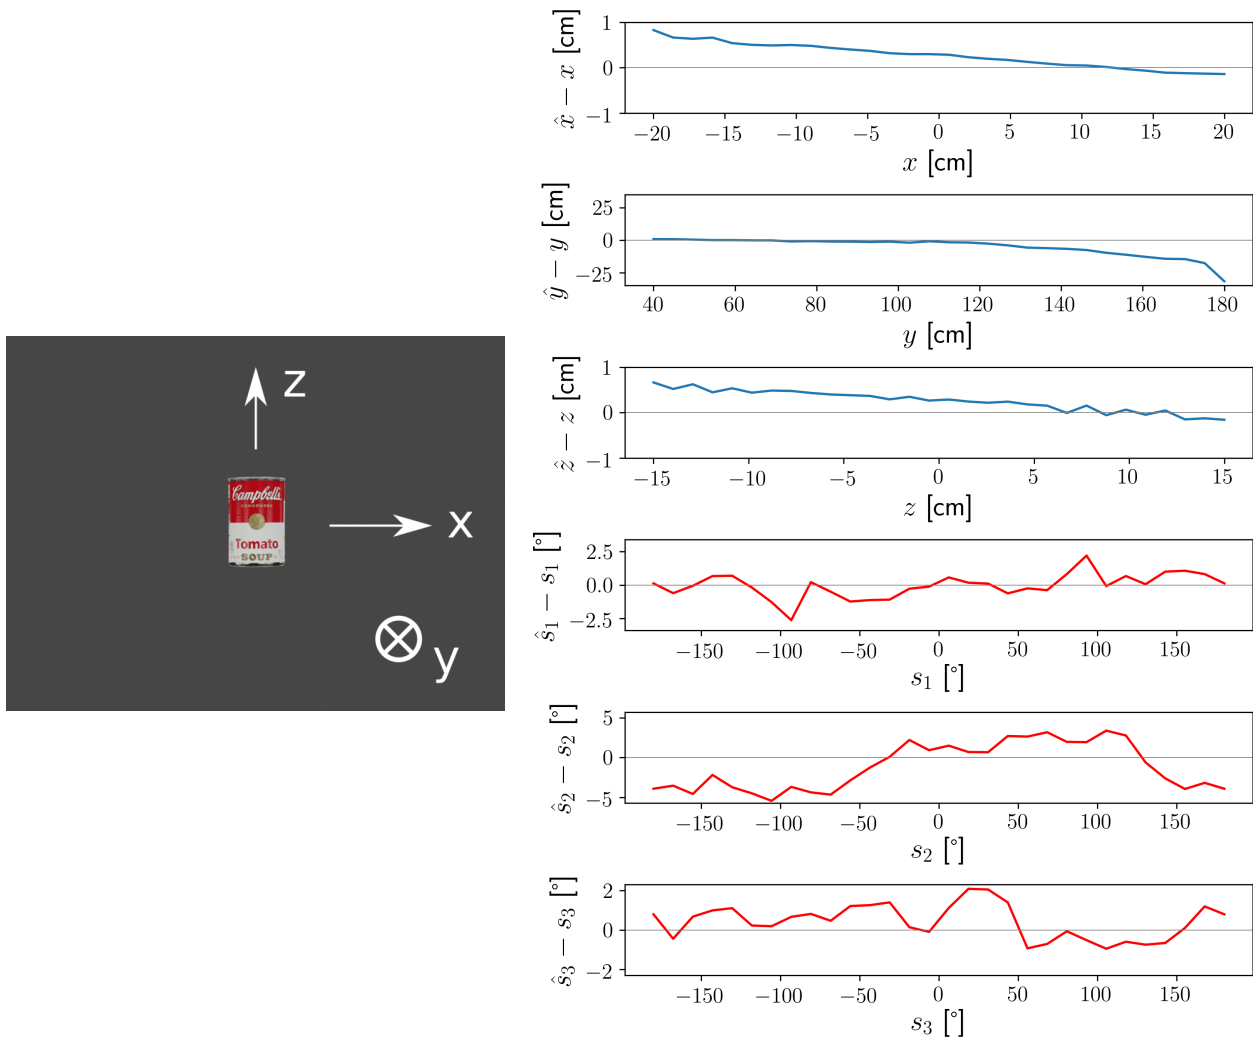 z
x
y
Campbell's
CONDENSED
Tomato
SOUP
x̂ − x [cm]
1
0
−1
−20 −15 −10 −5 0 5 10 15 20
x [cm]
ŷ − y [cm]
25
0
−25
40 60 80 100 120 140 160 180
y [cm]
ẑ − z [cm]
1
0
−1
−15 −10 −5 0 5 10 15
z [cm]
ŝ₁ − s₁ [°]
2.5
0.0
−2.5
−150 −100 −50 0 50 100 150
s₁ [°]
ŝ₂ − s₂ [°]
5
0
−5
−150 −100 −50 0 50 100 150
s₂ [°]
ŝ₃ − s₃ [°]
2
0
−2
−150 −100 −50 0 50 100 150
s₃ [°]